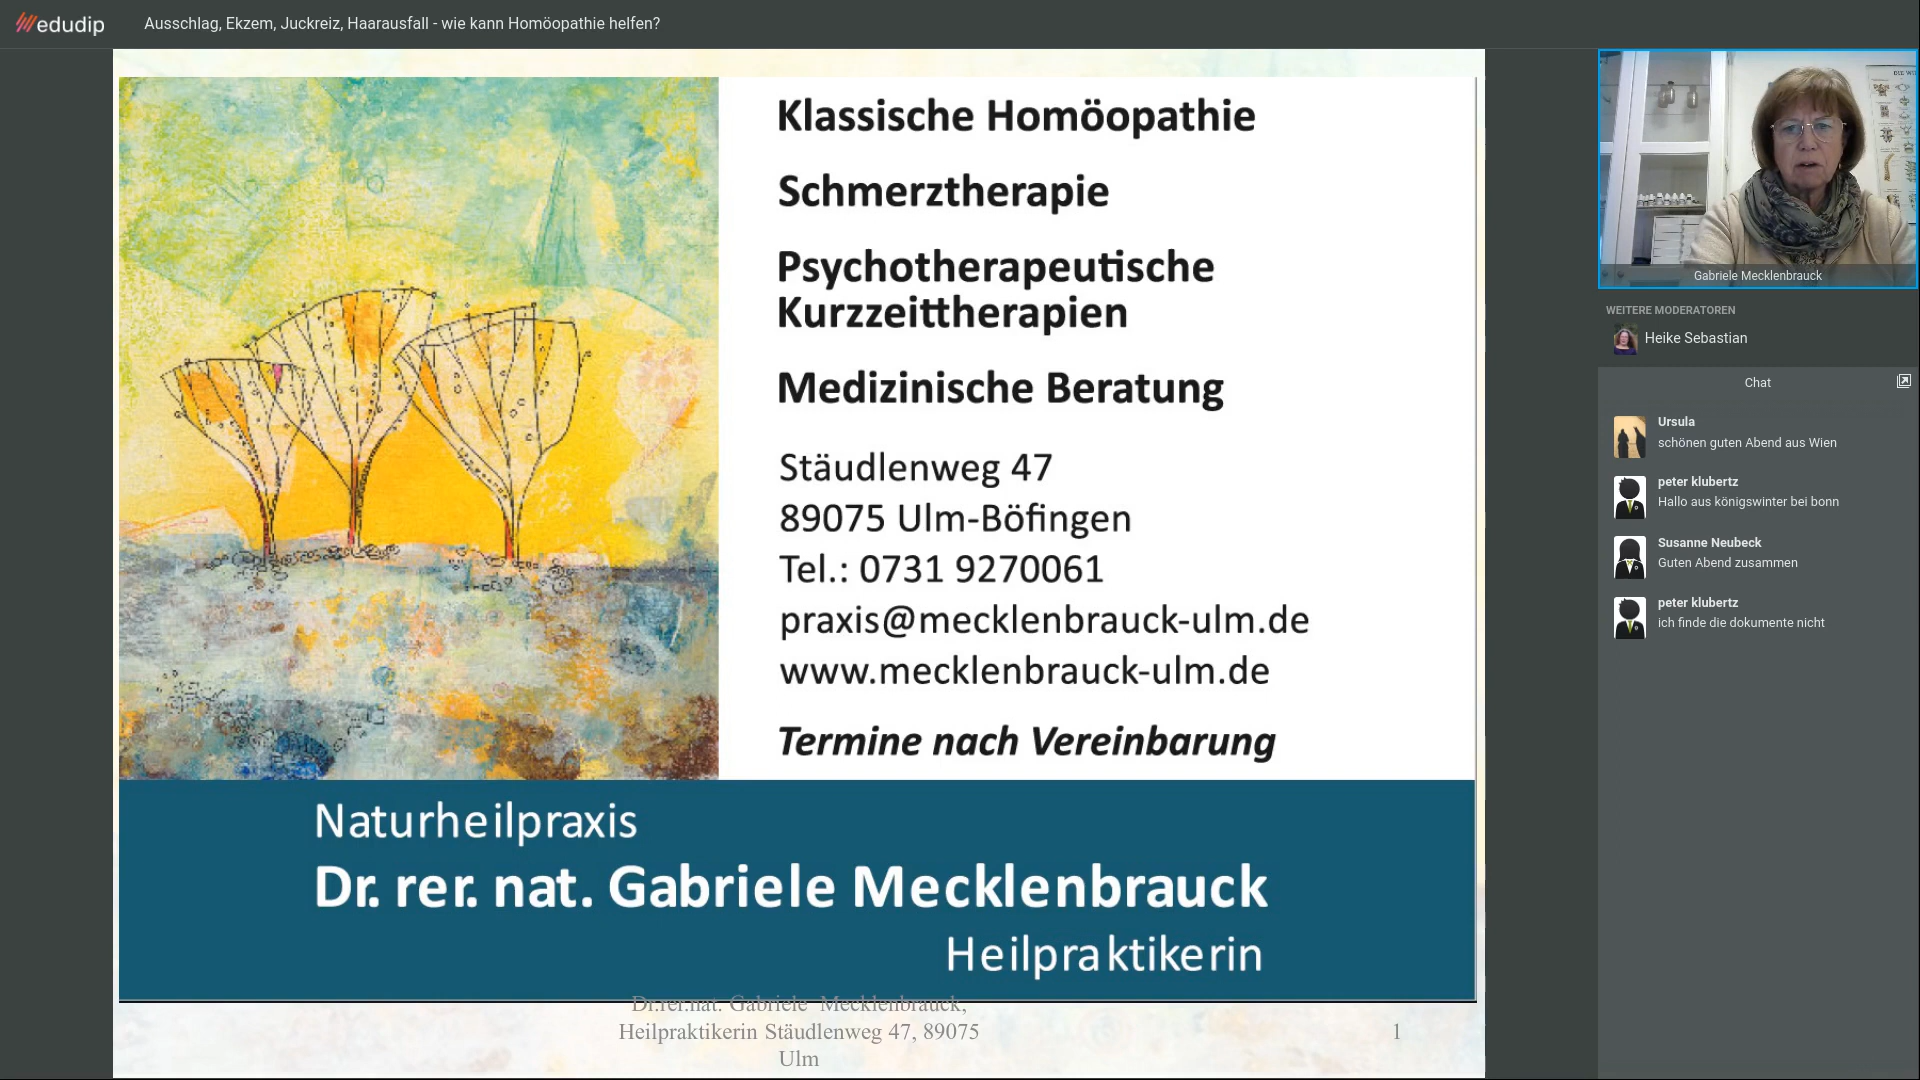 edudip
Ausschlag, Ekzem, Juckreiz, Haarausfall - wie kann Homöopathie helfen?
Klassische Homöopathie
Schmerztherapie
Psychotherapeutische
Kurzzeittherapien
Medizinische Beratung
Stäudlenweg 47
89075 Ulm-Böfingen
Tel.: 0731 9270061
praxis@mecklenbrauck-ulm.de
www.mecklenbrauck-ulm.de
Termine nach Vereinbarung
Naturheilpraxis
Dr. rer. nat. Gabriele Mecklenbrauck
Heilpraktikerin
Dr.rer.nat. Gabriele Mecklenbrauck,
Heilpraktikerin Stäudlenweg 47, 89075
Ulm
1
Gabriele Mecklenbrauck
WEITERE MODERATOREN
Heike Sebastian
Chat
Ursula
schönen guten Abend aus Wien
peter klubertz
Hallo aus königswinter bei bonn
Susanne Neubeck
Guten Abend zusammen
peter klubertz
ich finde die dokumente nicht